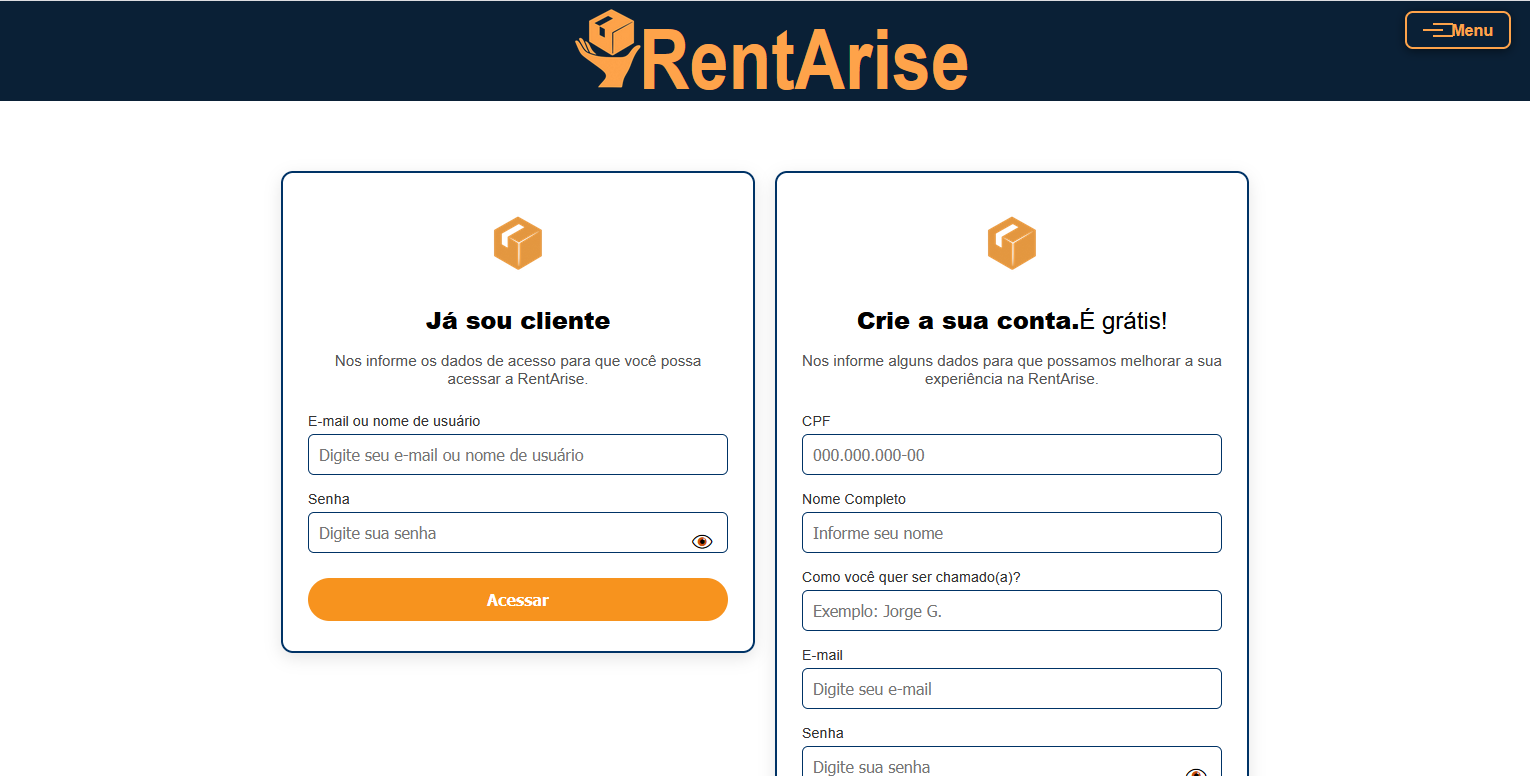 RentArise
Menu
Já sou cliente
Nos informe os dados de acesso para que você possa
acessar a RentArise.
E-mail ou nome de usuário
Digite seu e-mail ou nome de usuário
Senha
Digite sua senha
Acessar
Crie a sua conta.É grátis!
Nos informe alguns dados para que possamos melhorar a sua
experiência na RentArise.
CPF
000.000.000-00
Nome Completo
Informe seu nome
Como você quer ser chamado(a)?
Exemplo: Jorge G.
E-mail
Digite seu e-mail
Senha
Digite sua senha